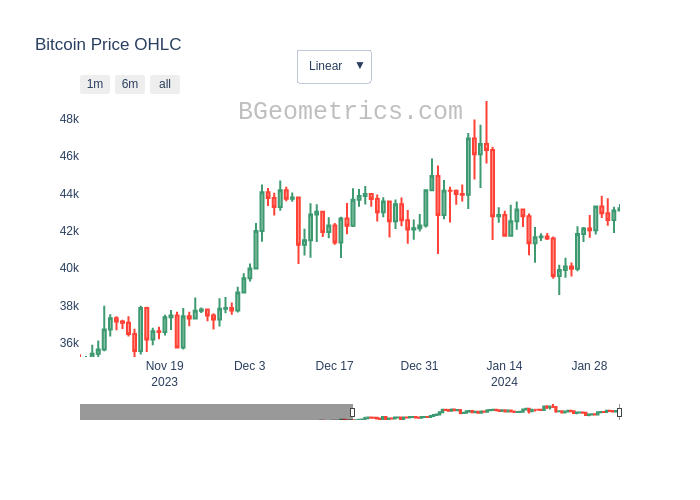 Bitcoin Price OHLC
Linear ▼
1m 6m all
BGeometrics.com
48k
46k
44k
42k
40k
38k
36k
Nov 19 Dec 3 Dec 17 Dec 31 Jan 14 Jan 28
2023 2024